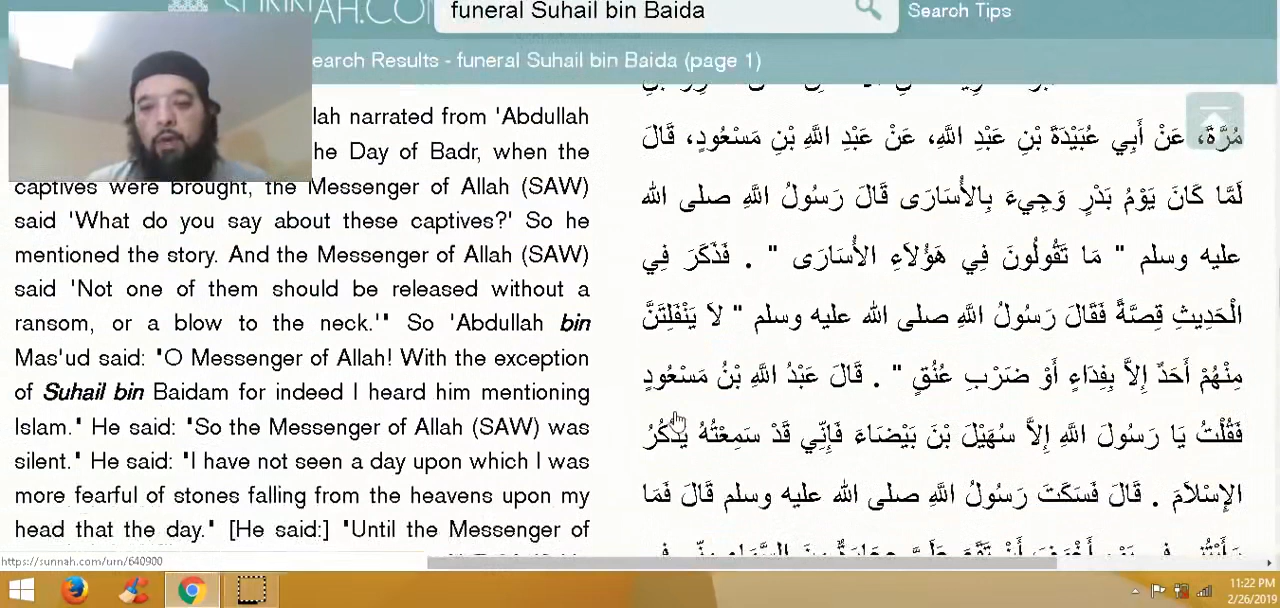 SUNNAH.COM
funeral Suhail bin Baida
Search Tips
earch Results - funeral Suhail bin Baida (page 1)
lah narrated from 'Abdullah
he Day of Badr, when the
captives were brought, the Messenger of Allah (SAW)
said 'What do you say about these captives?' So he
mentioned the story. And the Messenger of Allah (SAW)
said 'Not one of them should be released without a
ransom, or a blow to the neck.'" So 'Abdullah bin
Mas'ud said: "O Messenger of Allah! With the exception
of Suhail bin Baidam for indeed I heard him mentioning
Islam." He said: "So the Messenger of Allah (SAW) was
silent." He said: "I have not seen a day upon which I was
more fearful of stones falling from the heavens upon my
head that the day." [He said:] "Until the Messenger of
مُرَّةَ، عَنْ أَبِي عُبَيْدَةَ بْنِ عَبْدِ اللَّهِ، عَنْ عَبْدِ اللَّهِ بْنِ مَسْعُودٍ، قَالَ
لَمَّا كَانَ يَوْمُ بَدْرٍ وَجِيءَ بِالأُسَارَى قَالَ رَسُولُ اللَّهِ صلى الله
عليه وسلم " مَا تَقُولُونَ فِي هَؤُلاَءِ الأُسَارَى " . فَذَكَرَ فِي
الْحَدِيثِ قِصَّةً فَقَالَ رَسُولُ اللَّهِ صلى الله عليه وسلم " لاَ يَنْفَلِتَنَّ
مِنْهُمْ أَحَدٌ إِلاَّ بِفِدَاءٍ أَوْ ضَرْبِ عُنُقٍ " . قَالَ عَبْدُ اللَّهِ بْنُ مَسْعُودٍ
فَقُلْتُ يَا رَسُولَ اللَّهِ إِلاَّ سُهَيْلَ بْنَ بَيْضَاءَ فَإِنِّي قَدْ سَمِعْتُهُ يَذْكُرُ
الإِسْلاَمَ . قَالَ فَسَكَتَ رَسُولُ اللَّهِ صلى الله عليه وسلم قَالَ فَمَا
https://sunnah.com/urn/640900
11:22 PM
2/26/2019